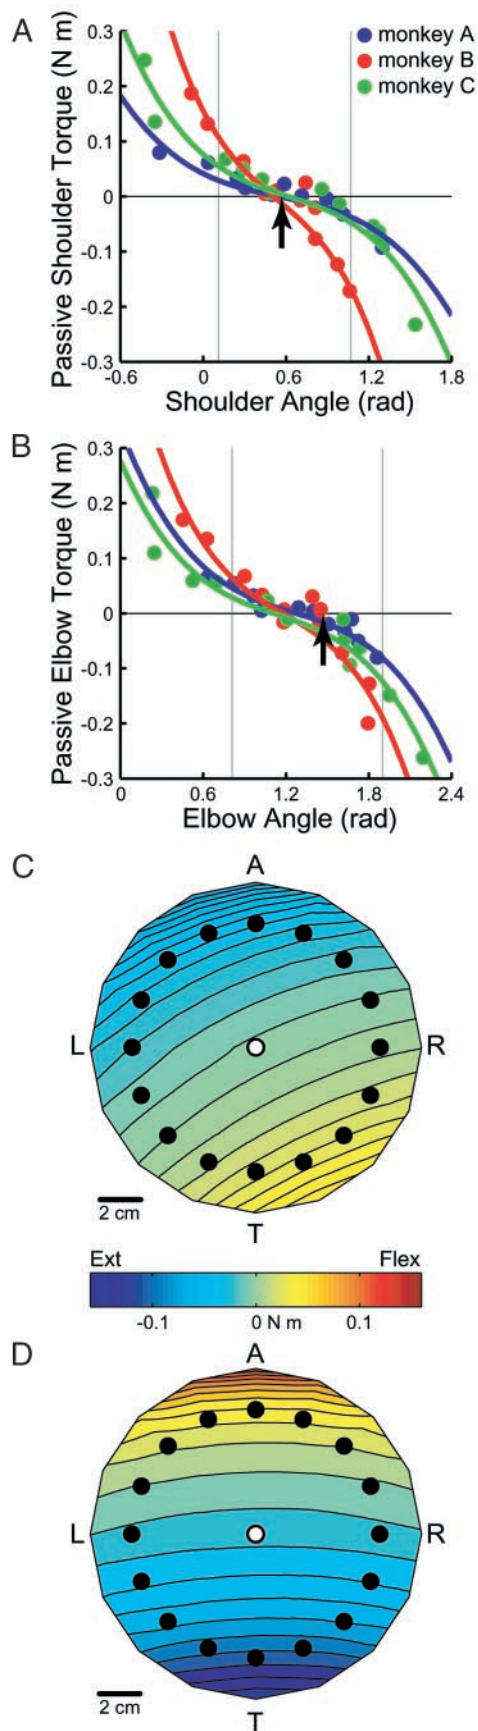 A
Passive Shoulder Torque (N m)
0.3
0.2
0.1
0
-0.1
-0.2
-0.3
monkey A
monkey B
monkey C
-0.6 0 0.6 1.2 1.8
Shoulder Angle (rad)
B
Passive Elbow Torque (N m)
0.3
0.2
0.1
0
-0.1
-0.2
-0.3
0 0.6 1.2 1.8 2.4
Elbow Angle (rad)
C
A
L R
2 cm
T
Ext Flex
-0.1 0 N m 0.1
D
A
L R
2 cm
T